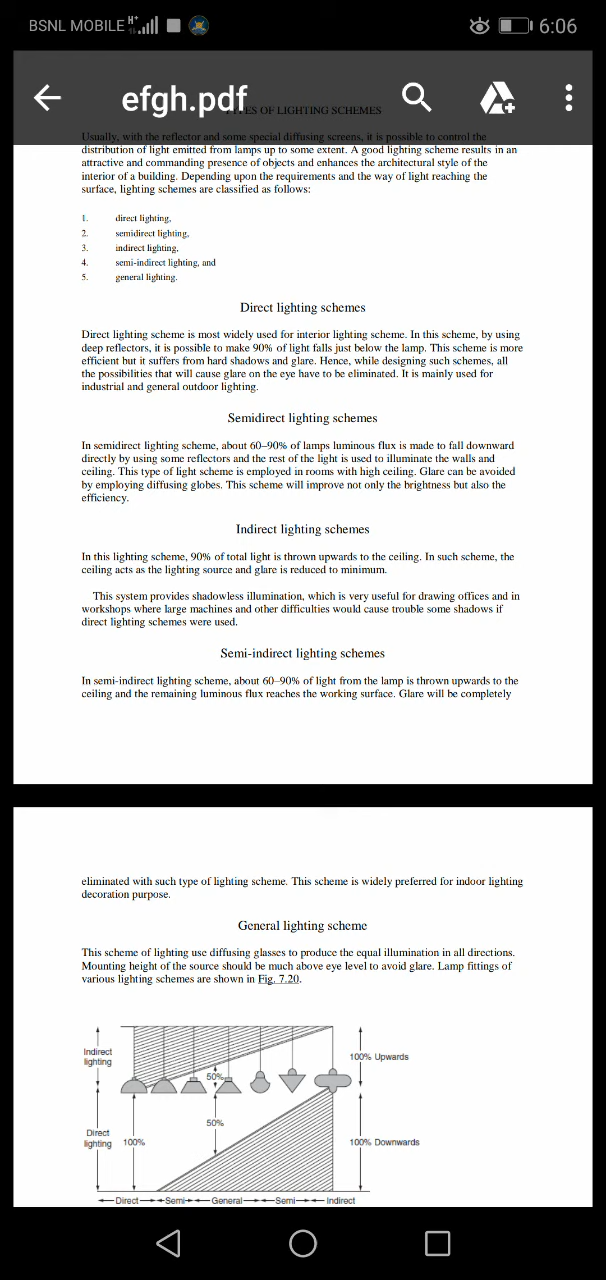 BSNL MOBILE H+ 6:06
efgh.pdf
TYPES OF LIGHTING SCHEMES
Usually, with the reflector and some special diffusing screens, it is possible to control the
distribution of light emitted from lamps up to some extent. A good lighting scheme results in an
attractive and commanding presence of objects and enhances the architectural style of the
interior of a building. Depending upon the requirements and the way of light reaching the
surface, lighting schemes are classified as follows:
1. direct lighting,
2. semidirect lighting,
3. indirect lighting,
4. semi-indirect lighting, and
5. general lighting.
Direct lighting schemes
Direct lighting scheme is most widely used for interior lighting scheme. In this scheme, by using
deep reflectors, it is possible to make 90% of light falls just below the lamp. This scheme is more
efficient but it suffers from hard shadows and glare. Hence, while designing such schemes, all
the possibilities that will cause glare on the eye have to be eliminated. It is mainly used for
industrial and general outdoor lighting.
Semidirect lighting schemes
In semidirect lighting scheme, about 60–90% of lamps luminous flux is made to fall downward
directly by using some reflectors and the rest of the light is used to illuminate the walls and
ceiling. This type of light scheme is employed in rooms with high ceiling. Glare can be avoided
by employing diffusing globes. This scheme will improve not only the brightness but also the
efficiency.
Indirect lighting schemes
In this lighting scheme, 90% of total light is thrown upwards to the ceiling. In such scheme, the
ceiling acts as the lighting source and glare is reduced to minimum.
This system provides shadowless illumination, which is very useful for drawing offices and in
workshops where large machines and other difficulties would cause trouble some shadows if
direct lighting schemes were used.
Semi-indirect lighting schemes
In semi-indirect lighting scheme, about 60–90% of light from the lamp is thrown upwards to the
ceiling and the remaining luminous flux reaches the working surface. Glare will be completely
eliminated with such type of lighting scheme. This scheme is widely preferred for indoor lighting
decoration purpose.
General lighting scheme
This scheme of lighting use diffusing glasses to produce the equal illumination in all directions.
Mounting height of the source should be much above eye level to avoid glare. Lamp fittings of
various lighting schemes are shown in Fig. 7.20.
Indirect
lighting
50%
100% Upwards
50%
Direct
lighting
100%
100% Downwards
Direct Semi General Semi Indirect